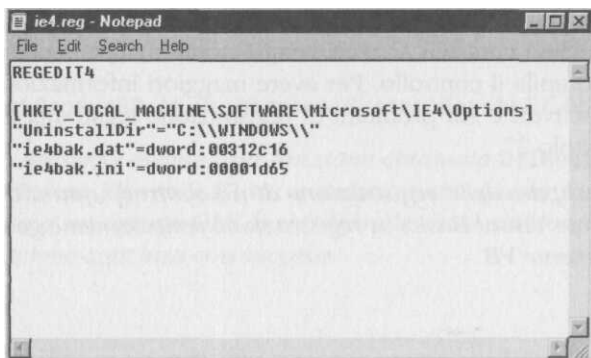 ie4.reg - Notepad
File Edit Search Help
REGEDIT4
[HKEY_LOCAL_MACHINE\SOFTWARE\Microsoft\IE4\Options]
"UninstallDir"="C:\\WINDOWS\\"
"ie4bak.dat"=dword:00312c16
"ie4bak.ini"=dword:00001d65